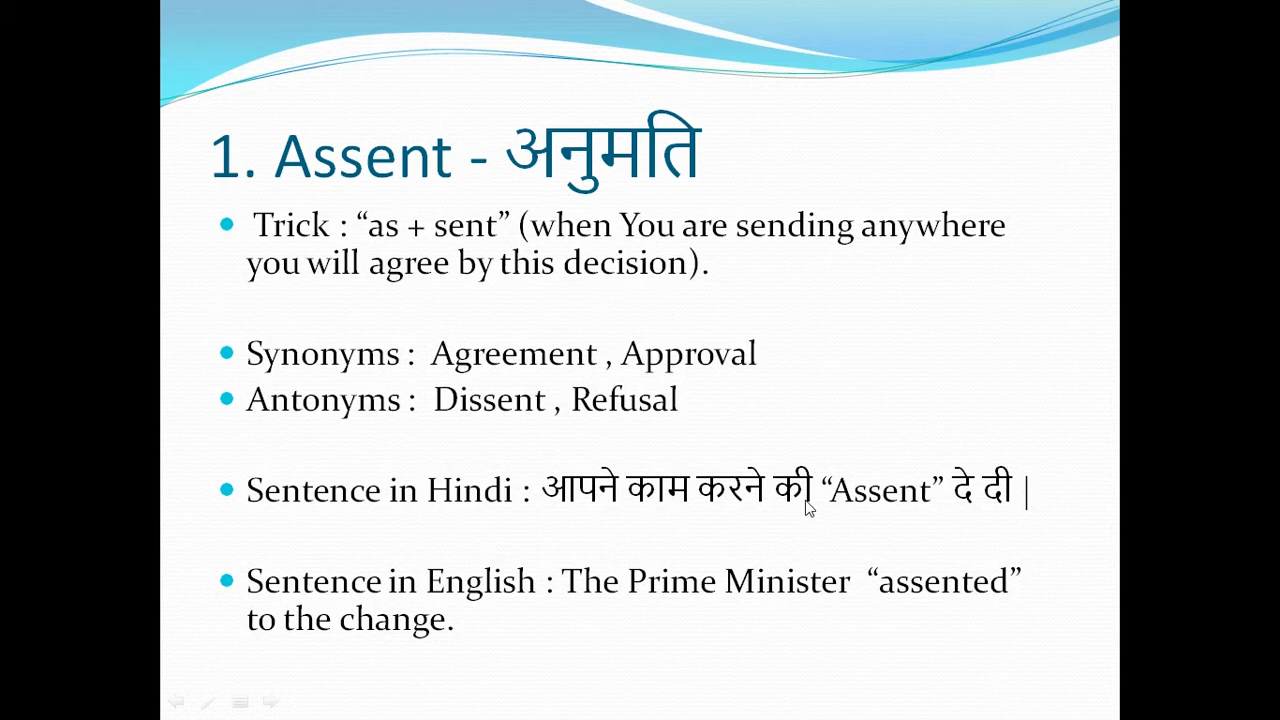 1. Assent - अनुमति
Trick : “as + sent” (when You are sending anywhere
you will agree by this decision).
Synonyms : Agreement , Approval
Antonyms : Dissent , Refusal
Sentence in Hindi : आपने काम करने की “Assent” दे दी |
Sentence in English : The Prime Minister “assented”
to the change.